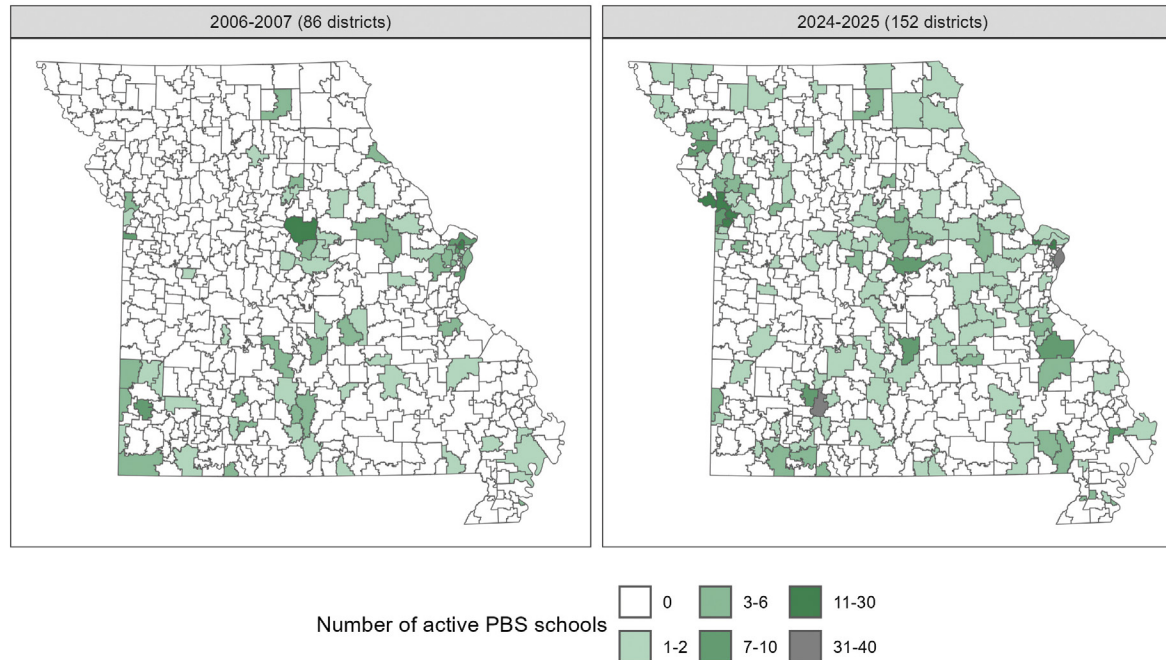 2006-2007 (86 districts)
2024-2025 (152 districts)
Number of active PBS schools
0
3-6
11-30
1-2
7-10
31-40